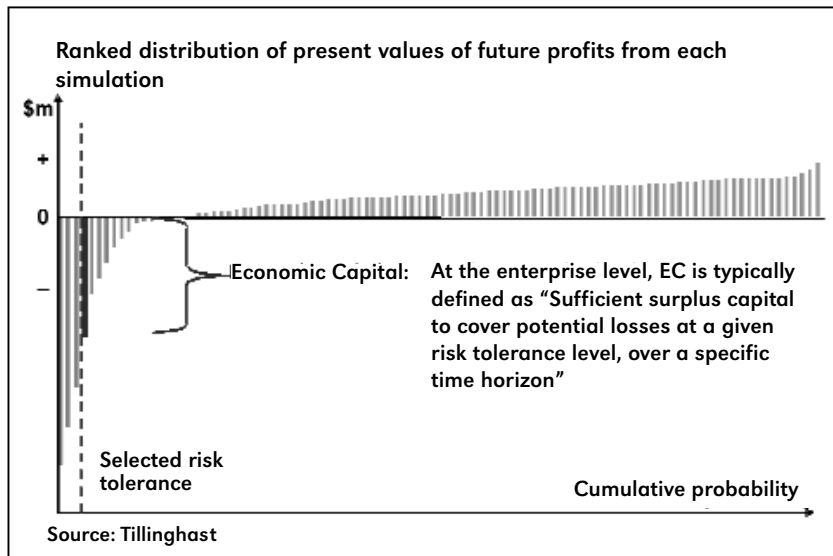 Ranked distribution of present values of future profits from each
simulation
$m
+
0
–
Economic Capital:
At the enterprise level, EC is typically
defined as “Sufficient surplus capital
to cover potential losses at a given
risk tolerance level, over a specific
time horizon”
Selected risk
tolerance
Cumulative probability
Source: Tillinghast